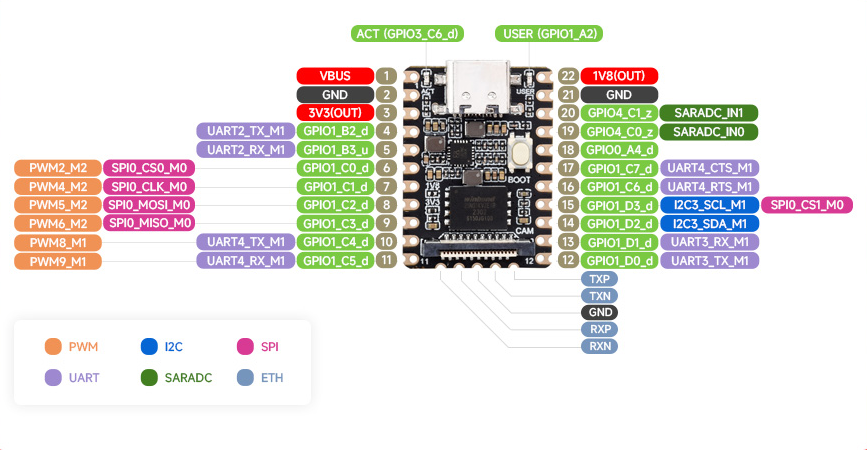 ACT (GPIO3_C6_d) USER (GPIO1_A2)
VBUS 1 22 1V8(OUT)
ACT USER
GND 2 21 GND
3V3(OUT) 3 20 GPIO4_C1_z SARADC_IN1
UART2_TX_M1 GPIO1_B2_d 4 19 GPIO4_C0_z SARADC_IN0
UART2_RX_M1 GPIO1_B3_u 5 18 GPIO0_A4_d
PWM2_M2 SPI0_CS0_M0 GPIO1_C0_d 6 17 GPIO1_C7_d UART4_CTS_M1
BOOT
PWM4_M2 SPI0_CLK_M0 GPIO1_C1_d 7 1V8 16 GPIO1_C6_d UART4_RTS_M1
3V3
PWM5_M2 SPI0_MOSI_M0 GPIO1_C2_d 8 15 GPIO1_D3_d I2C3_SCL_M1 SPI0_CS1_M0
PWM6_M2 SPI0_MISO_M0 GPIO1_C3_d 9 14 GPIO1_D2_d I2C3_SDA_M1
CAM
PWM8_M1 UART4_TX_M1 GPIO1_C4_d 10 13 GPIO1_D1_d UART3_RX_M1
PWM9_M1 UART4_RX_M1 GPIO1_C5_d 11 11 12 12 GPIO1_D0_d UART3_TX_M1
TXP
TXN
GND
RXP
RXN
PWM I2C SPI
UART SARADC ETH